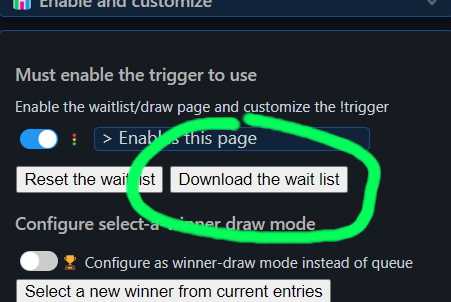 Enable and customize
Must enable the trigger to use
Enable the waitlist/draw page and customize the !trigger
> Enables this page
Reset the wait list Download the wait list
Configure select-a-winner draw mode
Configure as winner-draw mode instead of queue
Select a new winner from current entries